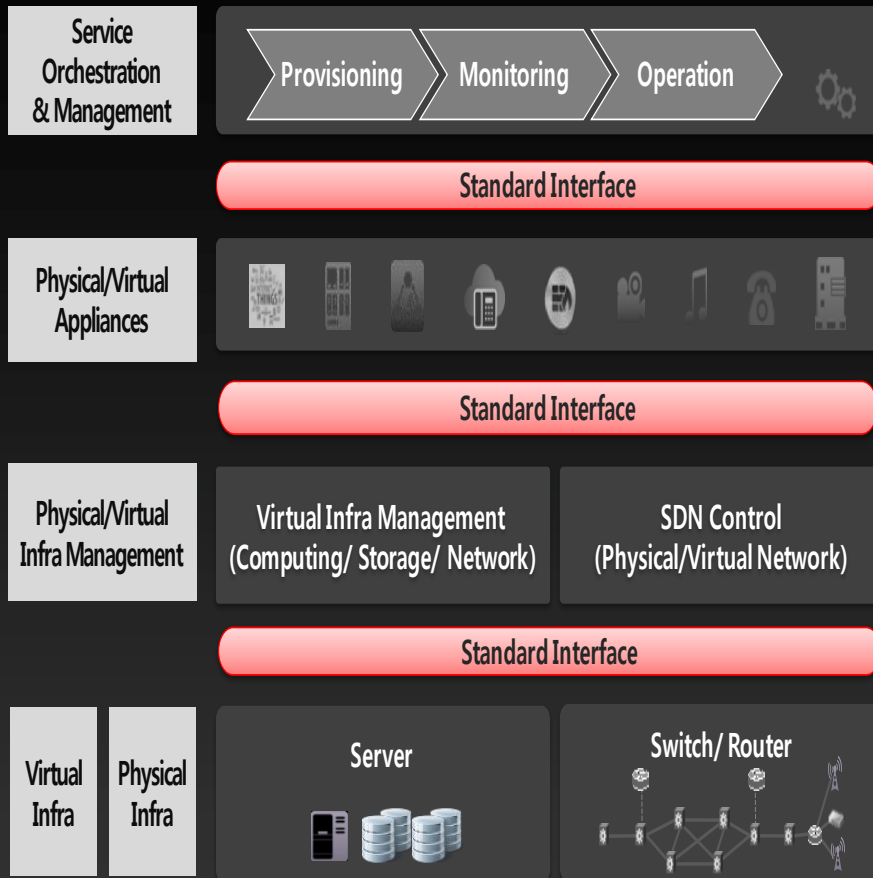 Service
Orchestration
& Management
Provisioning
Monitoring
Operation
Standard Interface
Physical/Virtual
Appliances
THINGS
Standard Interface
Physical/Virtual
Infra Management
Virtual Infra Management
(Computing/ Storage/ Network)
SDN Control
(Physical/Virtual Network)
Standard Interface
Virtual
Infra
Physical
Infra
Server
Switch/ Router